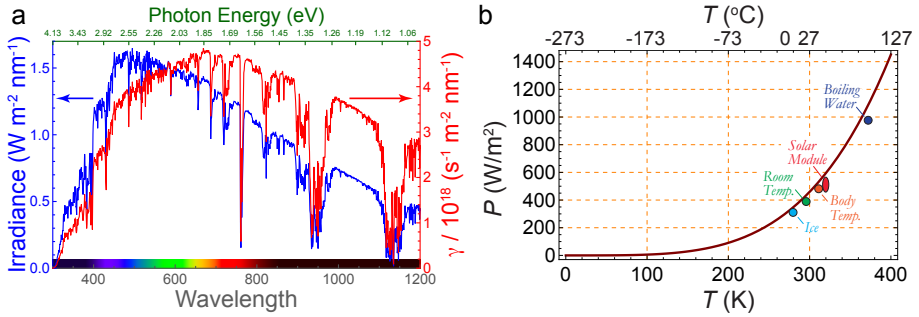 a
Photon Energy (eV)
4.13 3.43 2.92 2.55 2.26 2.03 1.85 1.69 1.56 1.45 1.35 1.26 1.19 1.12 1.06
Irradiance (W m-2 nm-1)
1.5
1.0
0.5
0.0
5
4
3
2
1
0
γ / 10^18 (s-1 m-2 nm-1)
400 600 800 1000 1200
Wavelength
b
T (°C)
-273 -173 -73 0 27 127
P (W/m²)
1400
1200
1000
800
600
400
200
0
Boiling
Water
Solar
Module
Room
Temp.
Body
Temp.
Ice
0 100 200 300 400
T (K)